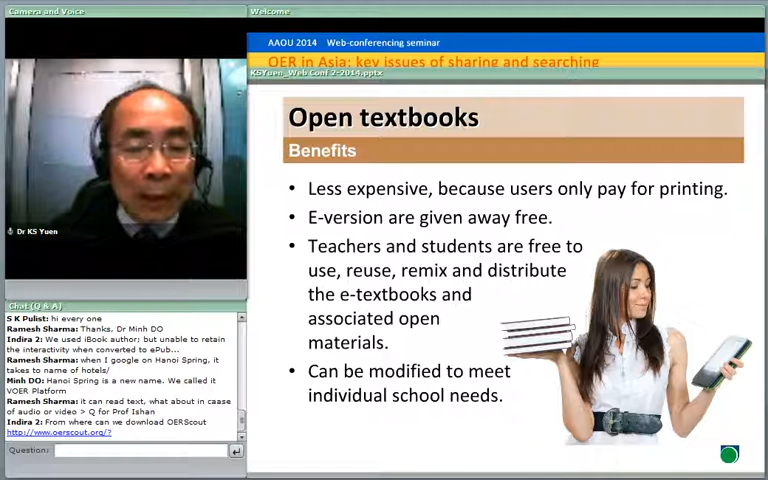 Camera and Voice
Dr KS Yuen
Chat (Q & A)
S K Pulist: hi every one
Ramesh Sharma: Thanks, Dr Minh DO
Indira 2: We used iBook author; but unable to retain
the interactivity when converted to ePub...
Ramesh Sharma: when I google on Hanoi Spring, it
takes to name of hotels/
Minh DO: Hanoi Spring is a new name. We called it
VOER Platform
Ramesh Sharma: it can read text, what about in caase
of audio or video > Q for Prof Ishan
Indira 2: From where can we download OERScout
http://www.oerscout.org/?
Question:
Welcome
AAOU 2014 Web-conferencing seminar
OER in Asia: key issues of sharing and searching
KSYuen_Web Conf 2-2014.pptx
Open textbooks
Benefits
• Less expensive, because users only pay for printing.
• E-version are given away free.
• Teachers and students are free to
use, reuse, remix and distribute
the e-textbooks and
associated open
materials.
• Can be modified to meet
individual school needs.